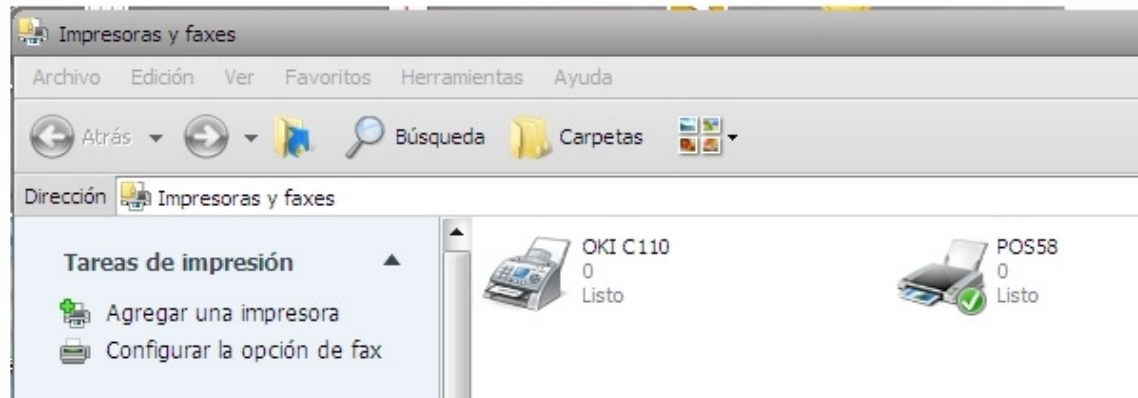 Impresoras y faxes
Archivo Edición Ver Favoritos Herramientas Ayuda
Atrás Búsqueda Carpetas
Dirección Impresoras y faxes
Tareas de impresión
Agregar una impresora
Configurar la opción de fax
OKI C110
0
Listo
POS58
0
Listo